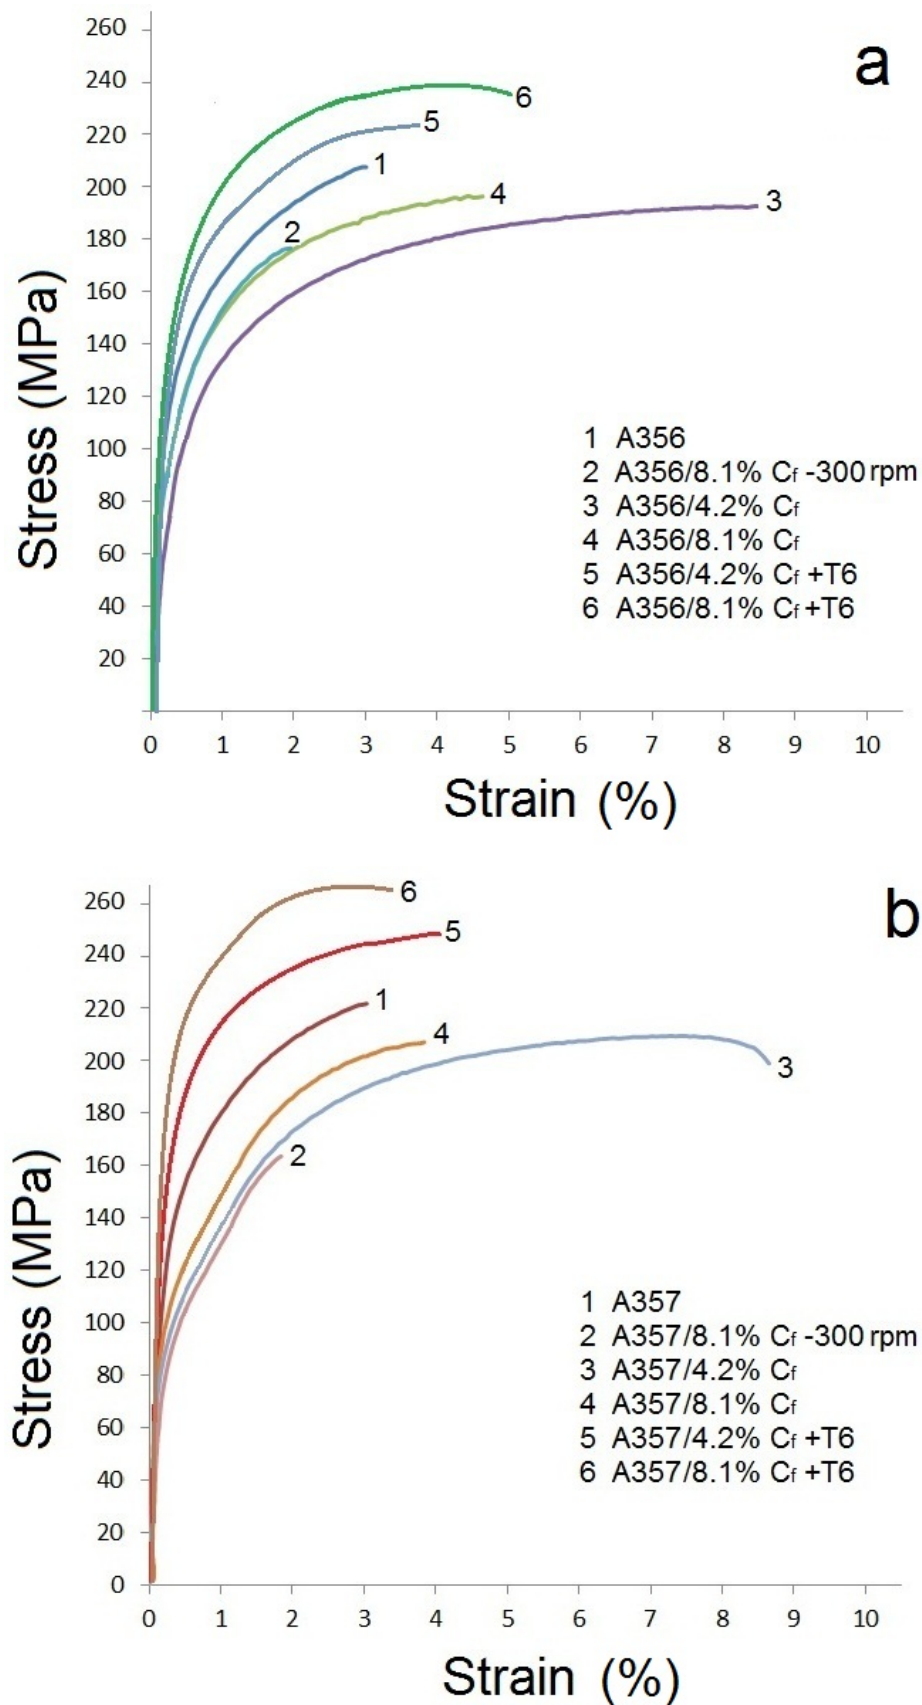 a
Stress (MPa)
260
240
220
200
180
160
140
120
100
80
60
40
20
6
5
1
4
3
2
1 A356
2 A356/8.1% Cf -300 rpm
3 A356/4.2% Cf
4 A356/8.1% Cf
5 A356/4.2% Cf +T6
6 A356/8.1% Cf +T6
0 1 2 3 4 5 6 7 8 9 10
Strain (%)
b
Stress (MPa)
260
240
220
200
180
160
140
120
100
80
60
40
20
0
6
5
1
4
3
2
1 A357
2 A357/8.1% Cf -300 rpm
3 A357/4.2% Cf
4 A357/8.1% Cf
5 A357/4.2% Cf +T6
6 A357/8.1% Cf +T6
0 1 2 3 4 5 6 7 8 9 10
Strain (%)